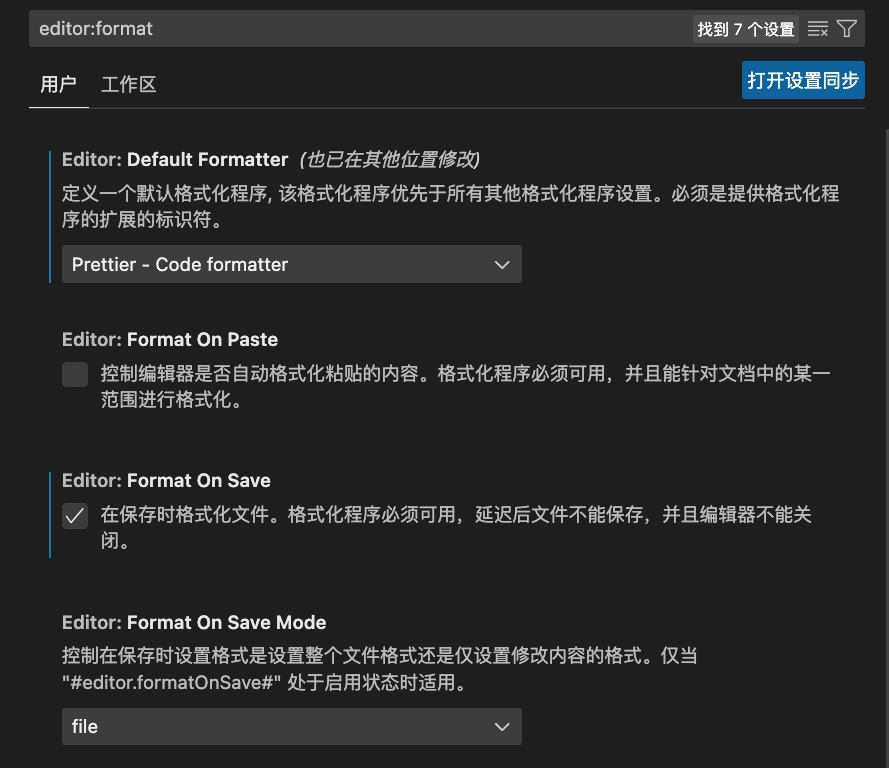 editor:format
找到 7 个设置
用户 工作区
打开设置同步
Editor: Default Formatter (也已在其他位置修改)
定义一个默认格式化程序, 该格式化程序优先于所有其他格式化程序设置。必须是提供格式化程
序的扩展的标识符。
Prettier - Code formatter
Editor: Format On Paste
控制编辑器是否自动格式化粘贴的内容。格式化程序必须可用，并且能针对文档中的某一
范围进行格式化。
Editor: Format On Save
在保存时格式化文件。格式化程序必须可用，延迟后文件不能保存，并且编辑器不能关
闭。
Editor: Format On Save Mode
控制在保存时设置格式是设置整个文件格式还是仅设置修改内容的格式。仅当
"#editor.formatOnSave#" 处于启用状态时适用。
file